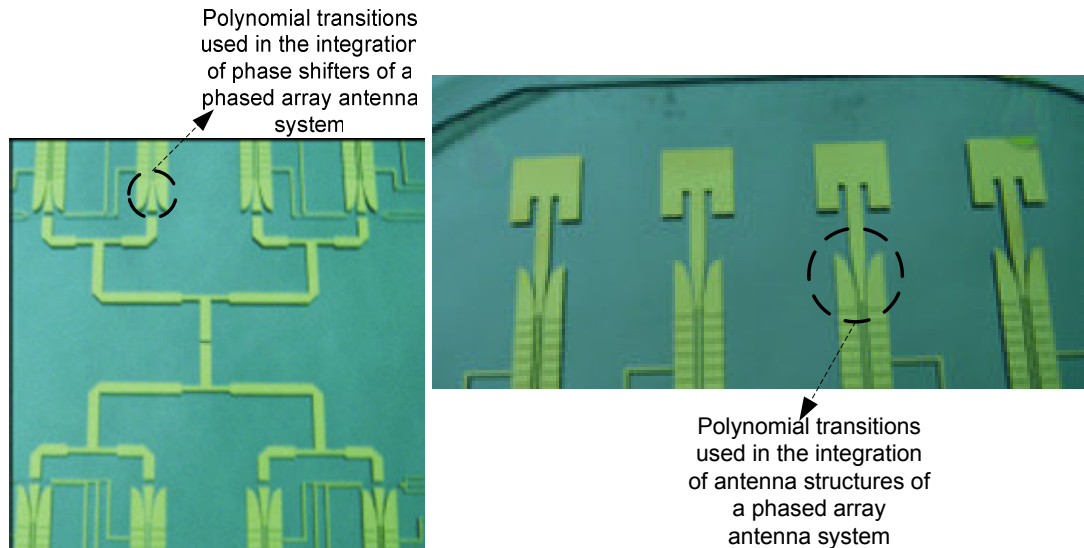 Polynomial transitions
used in the integration
of phase shifters of a
phased array antenna
system
Polynomial transitions
used in the integration
of antenna structures of
a phased array
antenna system